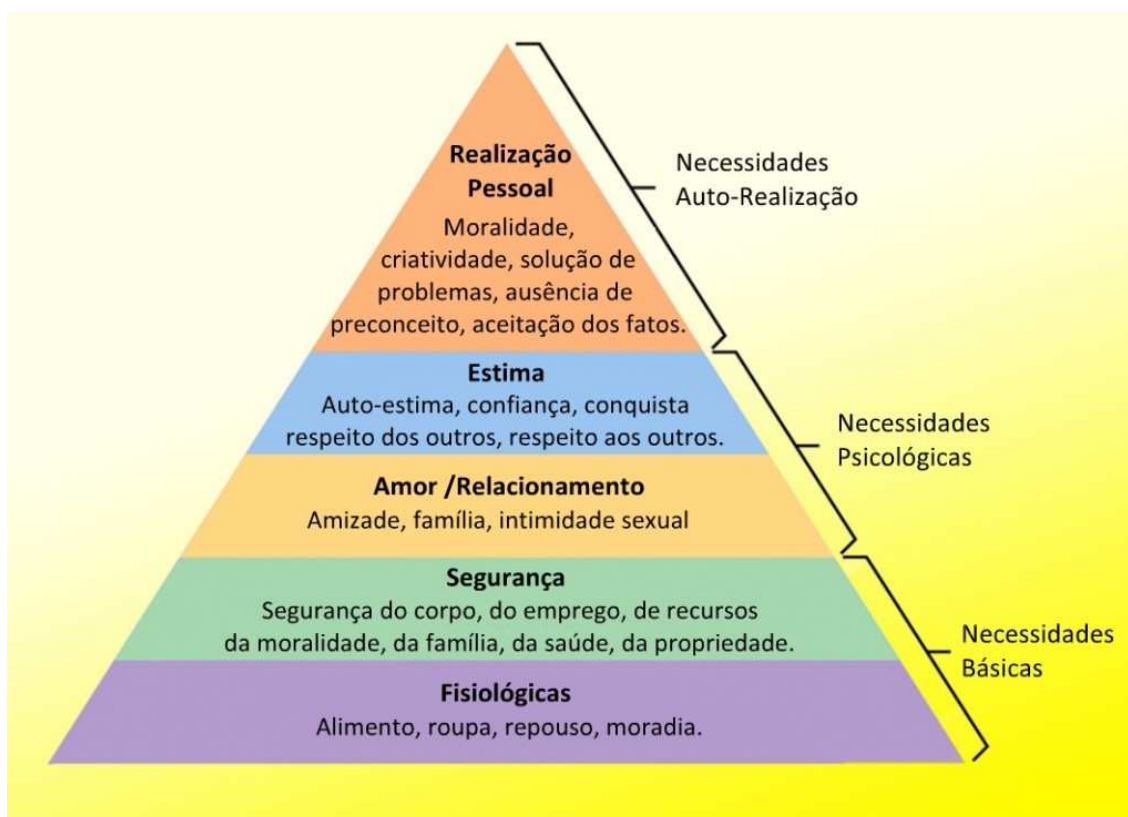 Realização
Pessoal
Moralidade,
criatividade, solução de
problemas, ausência de
preconceito, aceitação dos fatos.
Necessidades
Auto-Realização
Estima
Auto-estima, confiança, conquista
respeito dos outros, respeito aos outros.
Necessidades
Psicológicas
Amor /Relacionamento
Amizade, família, intimidade sexual
Segurança
Segurança do corpo, do emprego, de recursos
da moralidade, da família, da saúde, da propriedade.
Necessidades
Básicas
Fisiológicas
Alimento, roupa, repouso, moradia.